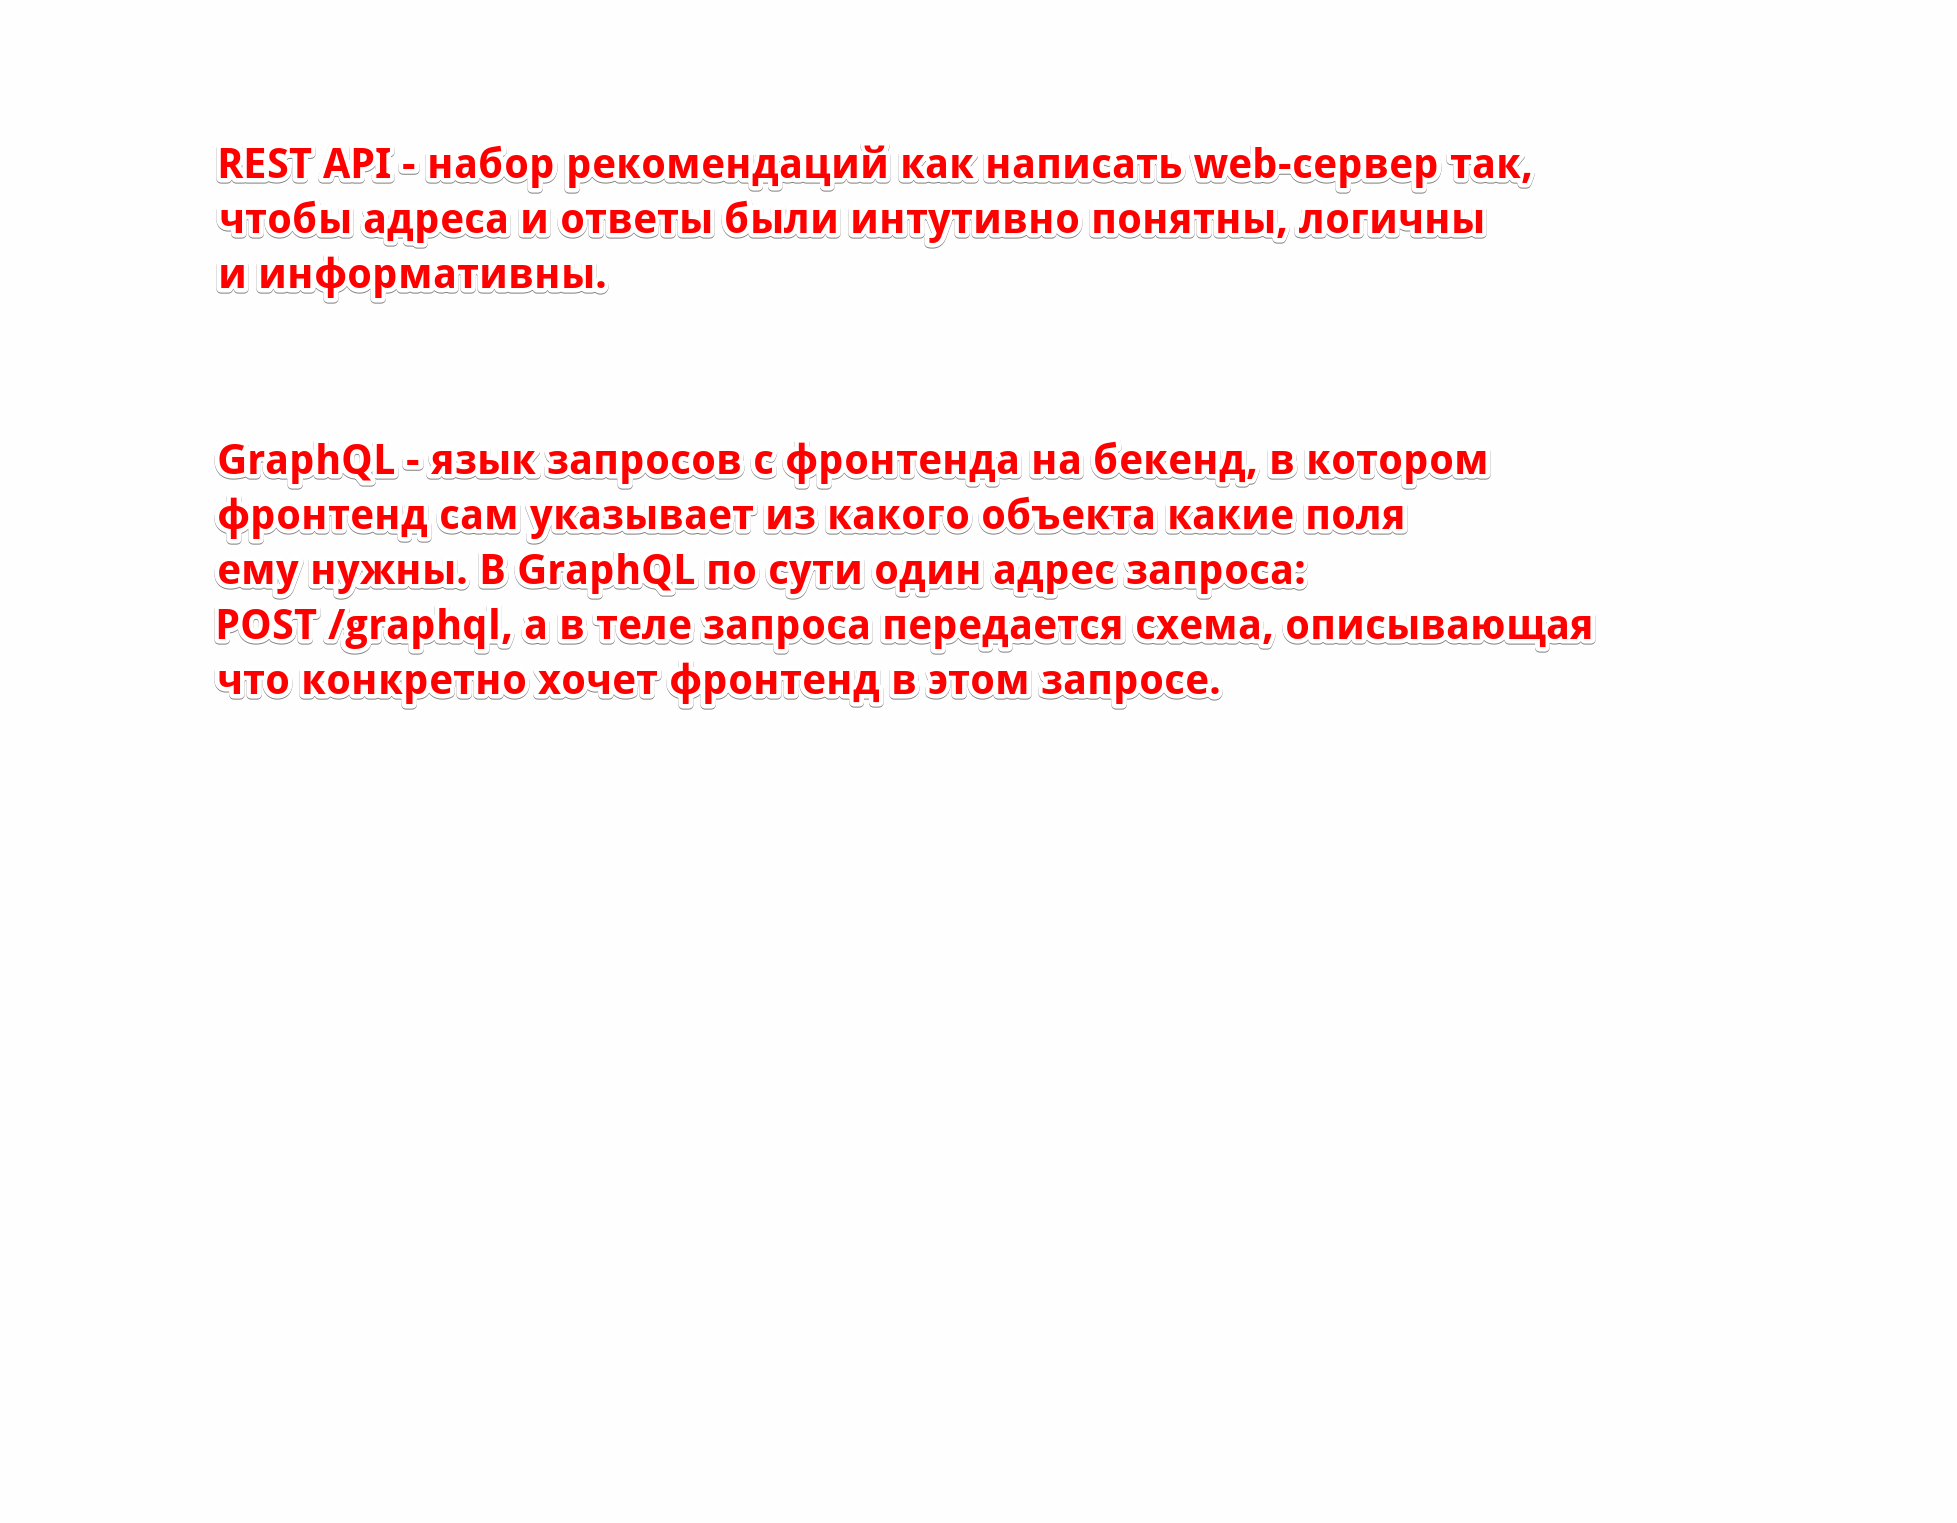 REST API - набор рекомендаций как написать web-сервер так,
чтобы адреса и ответы были интутивно понятны, логичны
и информативны.
GraphQL - язык запросов с фронтенда на бекенд, в котором
фронтенд сам указывает из какого объекта какие поля
ему нужны. В GraphQL по сути один адрес запроса:
POST /graphql, а в теле запроса передается схема, описывающая
что конкретно хочет фронтенд в этом запросе.